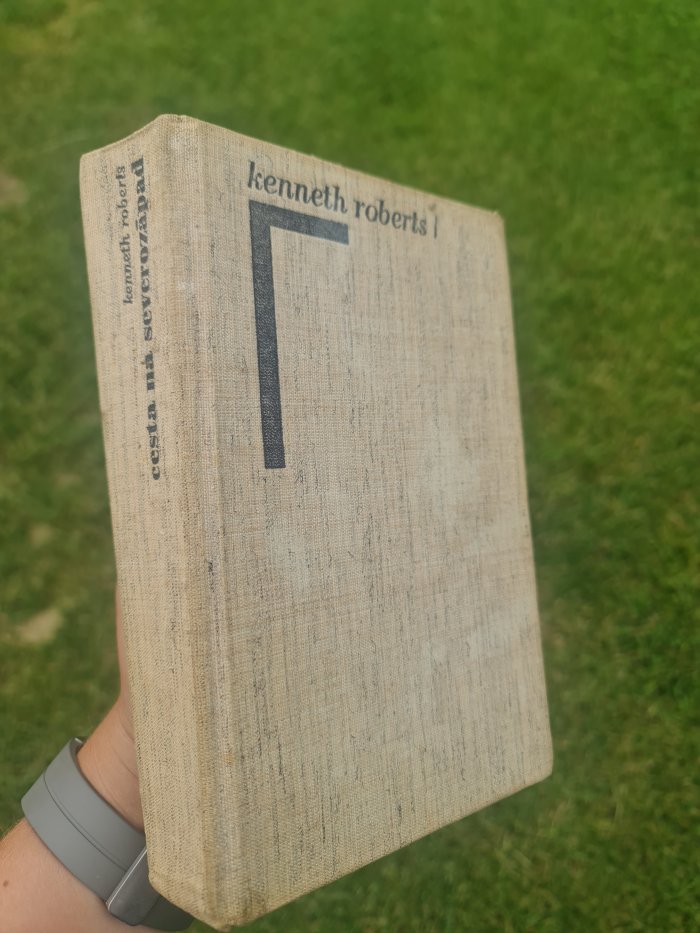 kenneth roberts
cesta na severozápad
kenneth roberts |